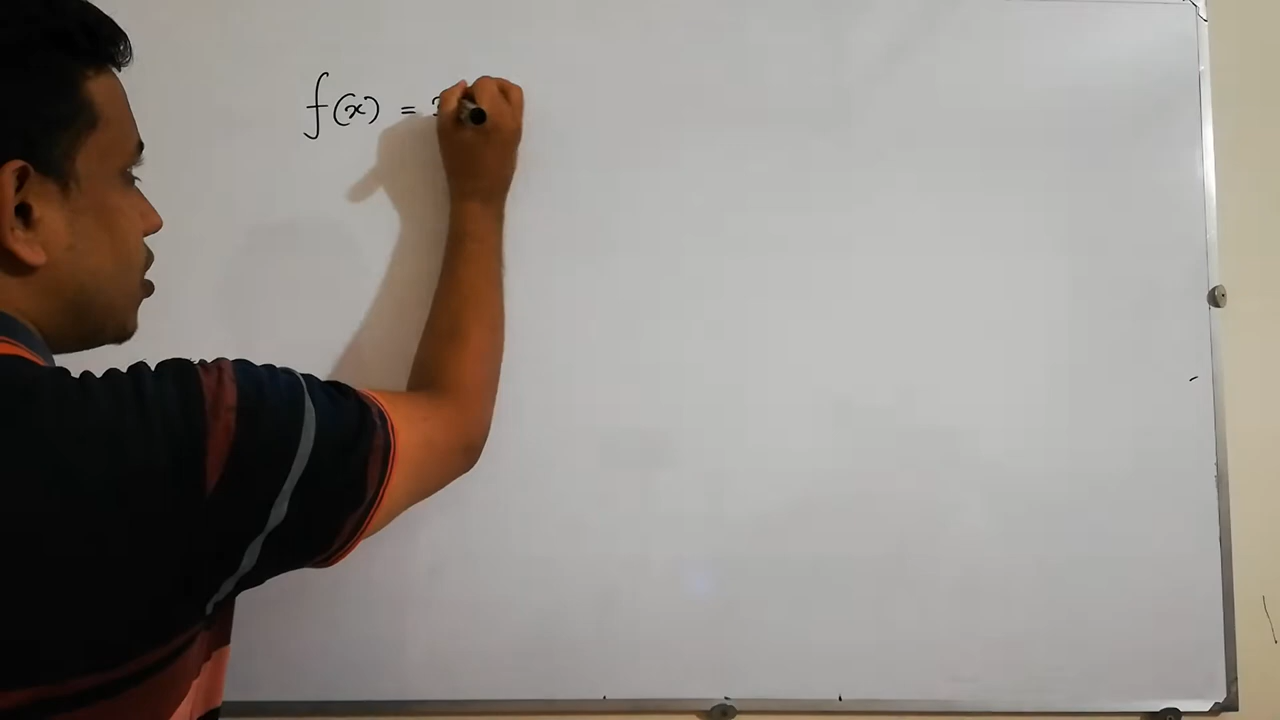 f(x) =